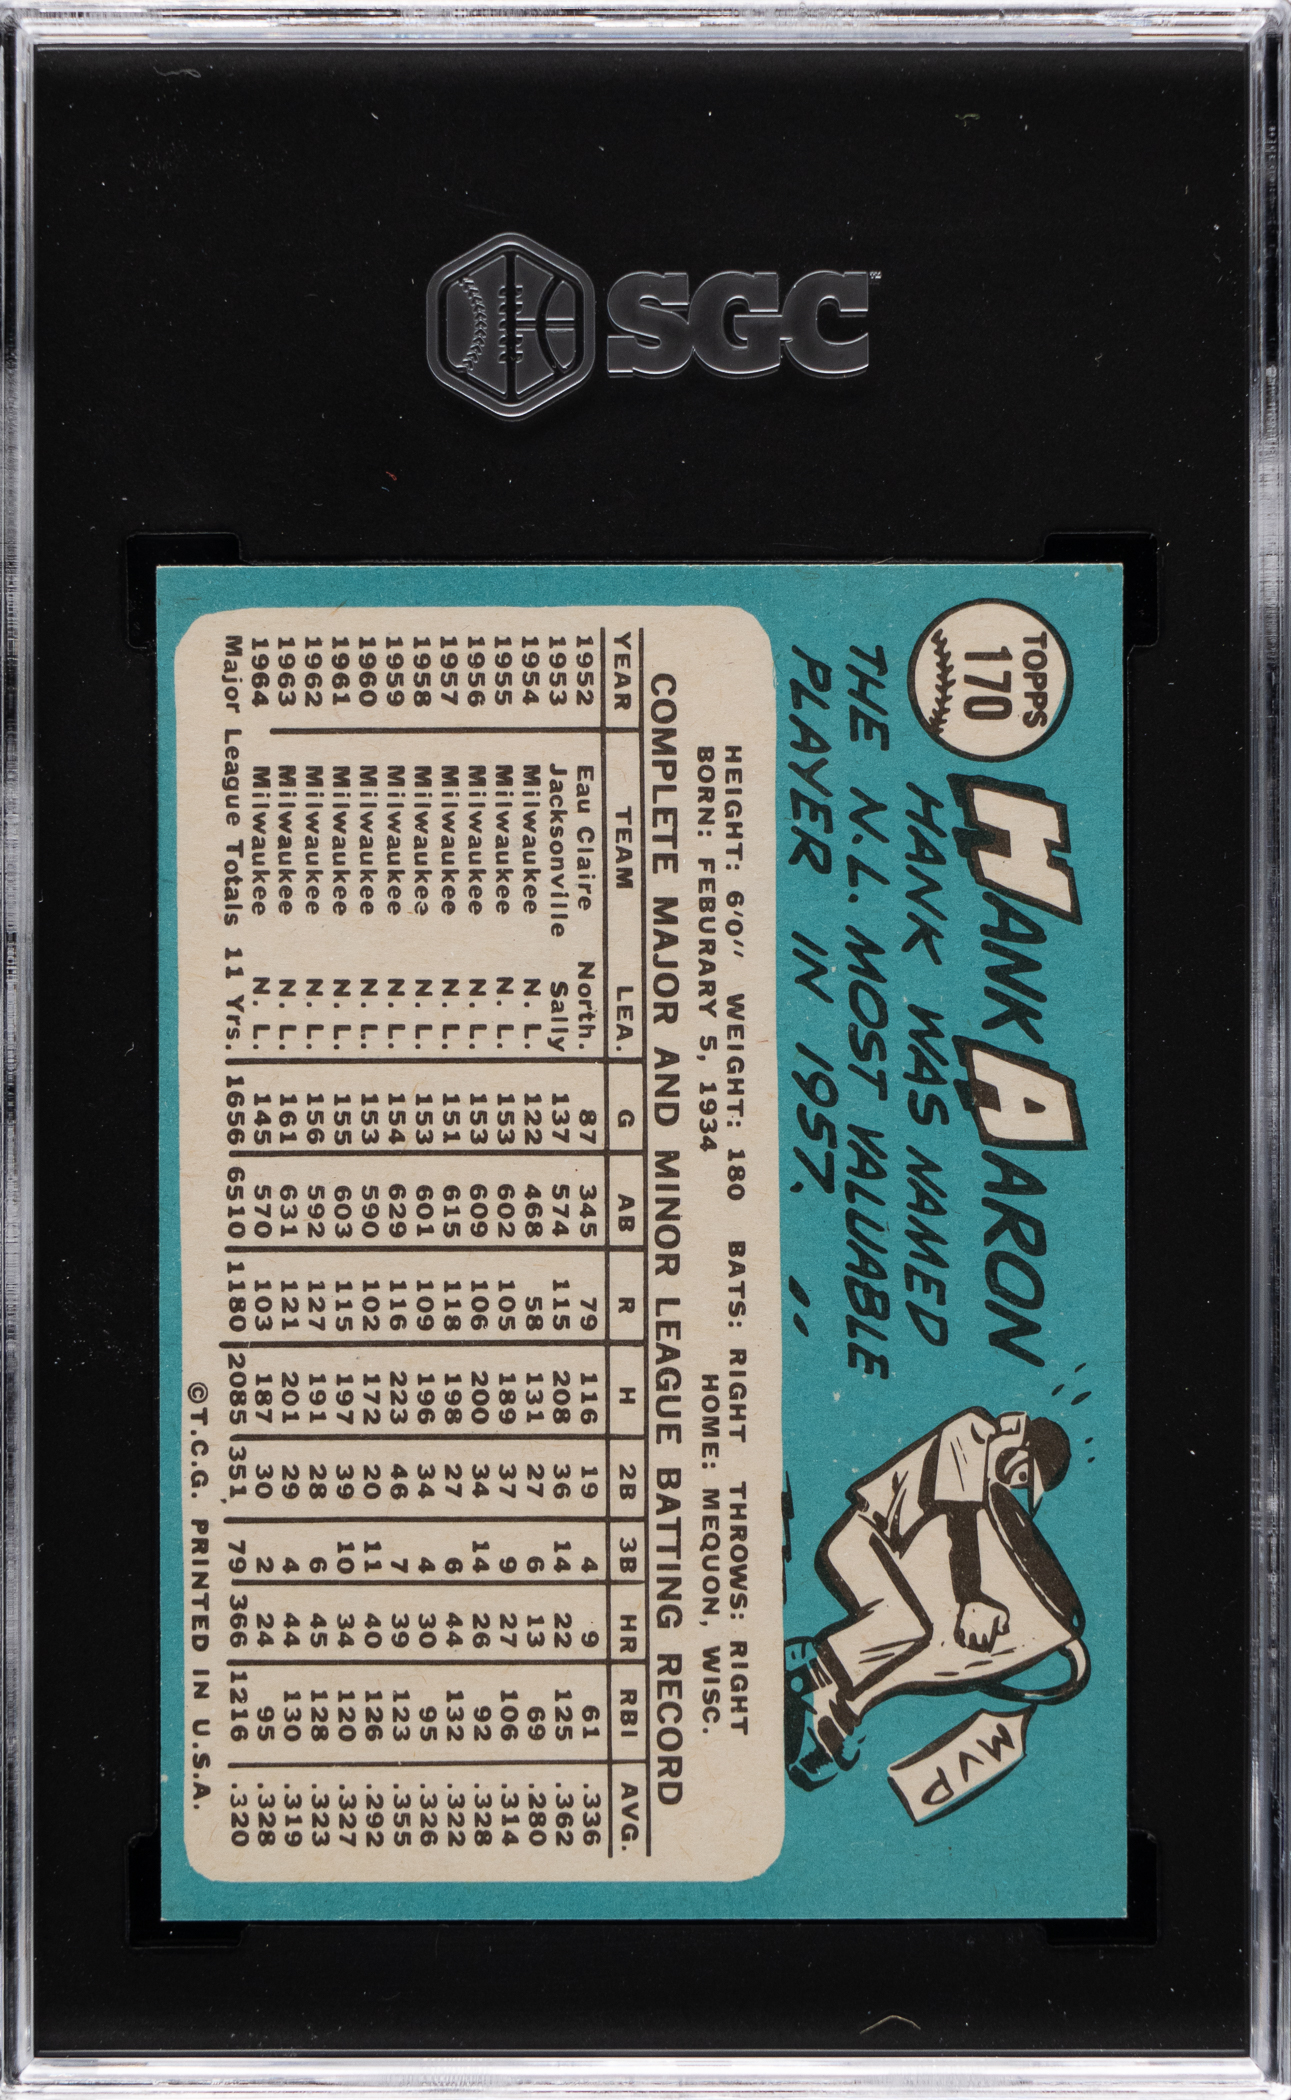 SGC™
TOPPS
170
HANK AARON
HANK WAS NAMED
THE N.L. MOST VALUABLE
PLAYER IN 1957.
MVP
HEIGHT: 6'0'' WEIGHT: 180 BATS: RIGHT THROWS: RIGHT
BORN: FEBURARY 5, 1934 HOME: MEQUON, WISC.
COMPLETE MAJOR AND MINOR LEAGUE BATTING RECORD
YEAR TEAM LEA. G AB R H 2B 3B HR RBI AVG.
1952 Eau Claire North. 87 345 79 116 19 4 9 61 .336
1953 Jacksonville Sally 137 574 115 208 36 14 22 125 .362
1954 Milwaukee N. L. 122 468 58 131 27 6 13 69 .280
1955 Milwaukee N. L. 153 602 105 189 37 9 27 106 .314
1956 Milwaukee N. L. 153 609 106 200 34 14 26 92 .328
1957 Milwaukee N. L. 151 615 118 198 27 6 44 132 .322
1958 Milwaukee N. L. 153 601 109 196 34 4 30 95 .326
1959 Milwaukee N. L. 154 629 116 223 46 7 39 123 .355
1960 Milwaukee N. L. 153 590 102 172 20 11 40 126 .292
1961 Milwaukee N. L. 155 603 115 197 39 10 34 120 .327
1962 Milwaukee N. L. 156 592 127 191 28 6 45 128 .323
1963 Milwaukee N. L. 161 631 121 201 29 4 44 130 .319
1964 Milwaukee N. L. 145 570 103 187 30 2 24 95 .328
Major League Totals 11 Yrs. 1656 6510 1180 2085 351 79 366 1216 .320
©T.C.G. PRINTED IN U.S.A.